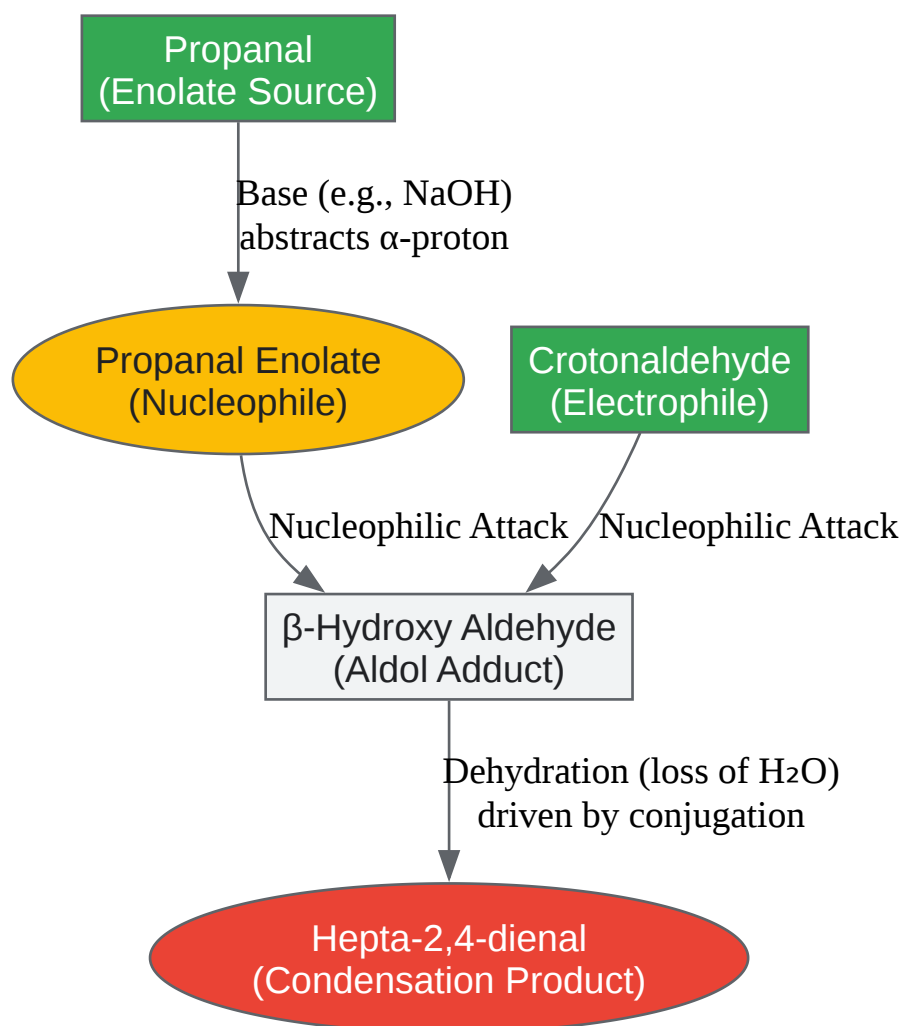 Propanal
(Enolate Source)
Base (e.g., NaOH)
abstracts α-proton
Propanal Enolate
(Nucleophile)
Crotonaldehyde
(Electrophile)
Nucleophilic Attack
Nucleophilic Attack
β-Hydroxy Aldehyde
(Aldol Adduct)
Dehydration (loss of H₂O)
driven by conjugation
Hepta-2,4-dienal
(Condensation Product)